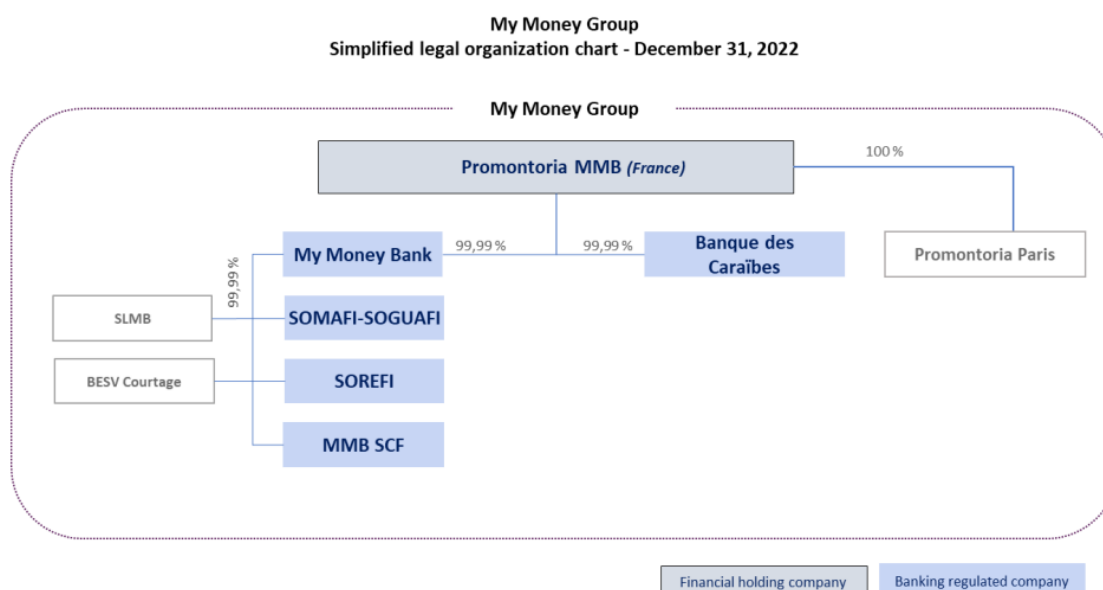 My Money Group
Simplified legal organization chart - December 31, 2022
My Money Group
Promontoria MMB (France)
100 %
My Money Bank
99,99 %
99,99 %
Banque des
Caraïbes
Promontoria Paris
99,99 %
SLMB
SOMAFI-SOGUAFI
BESV Courtage
SOREFI
MMB SCF
Financial holding company
Banking regulated company